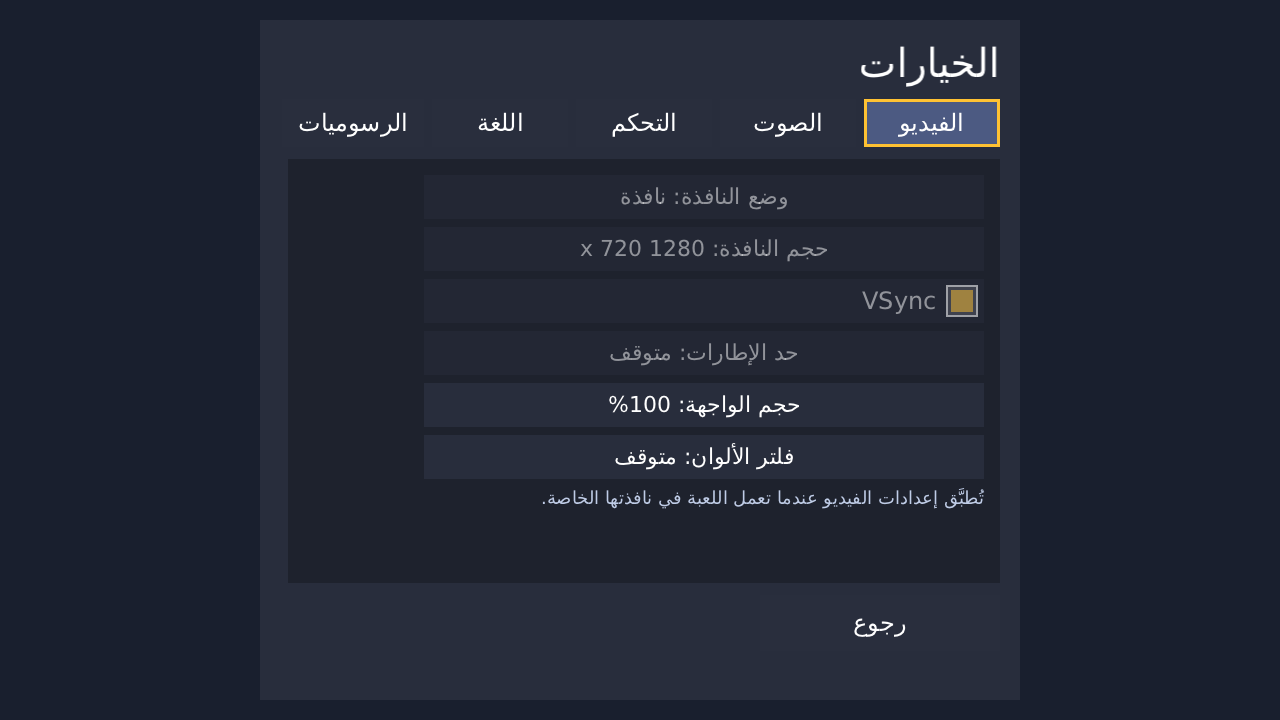 الخيارات
الفيديو
الصوت
التحكم
اللغة
الرسوميات
وضع النافذة: نافذة
حجم النافذة: 1280 x 720
VSync
حد الإطارات: متوقف
حجم الواجهة: 100%
فلتر الألوان: متوقف
تُطبَّق إعدادات الفيديو عندما تعمل اللعبة في نافذتها الخاصة.
رجوع